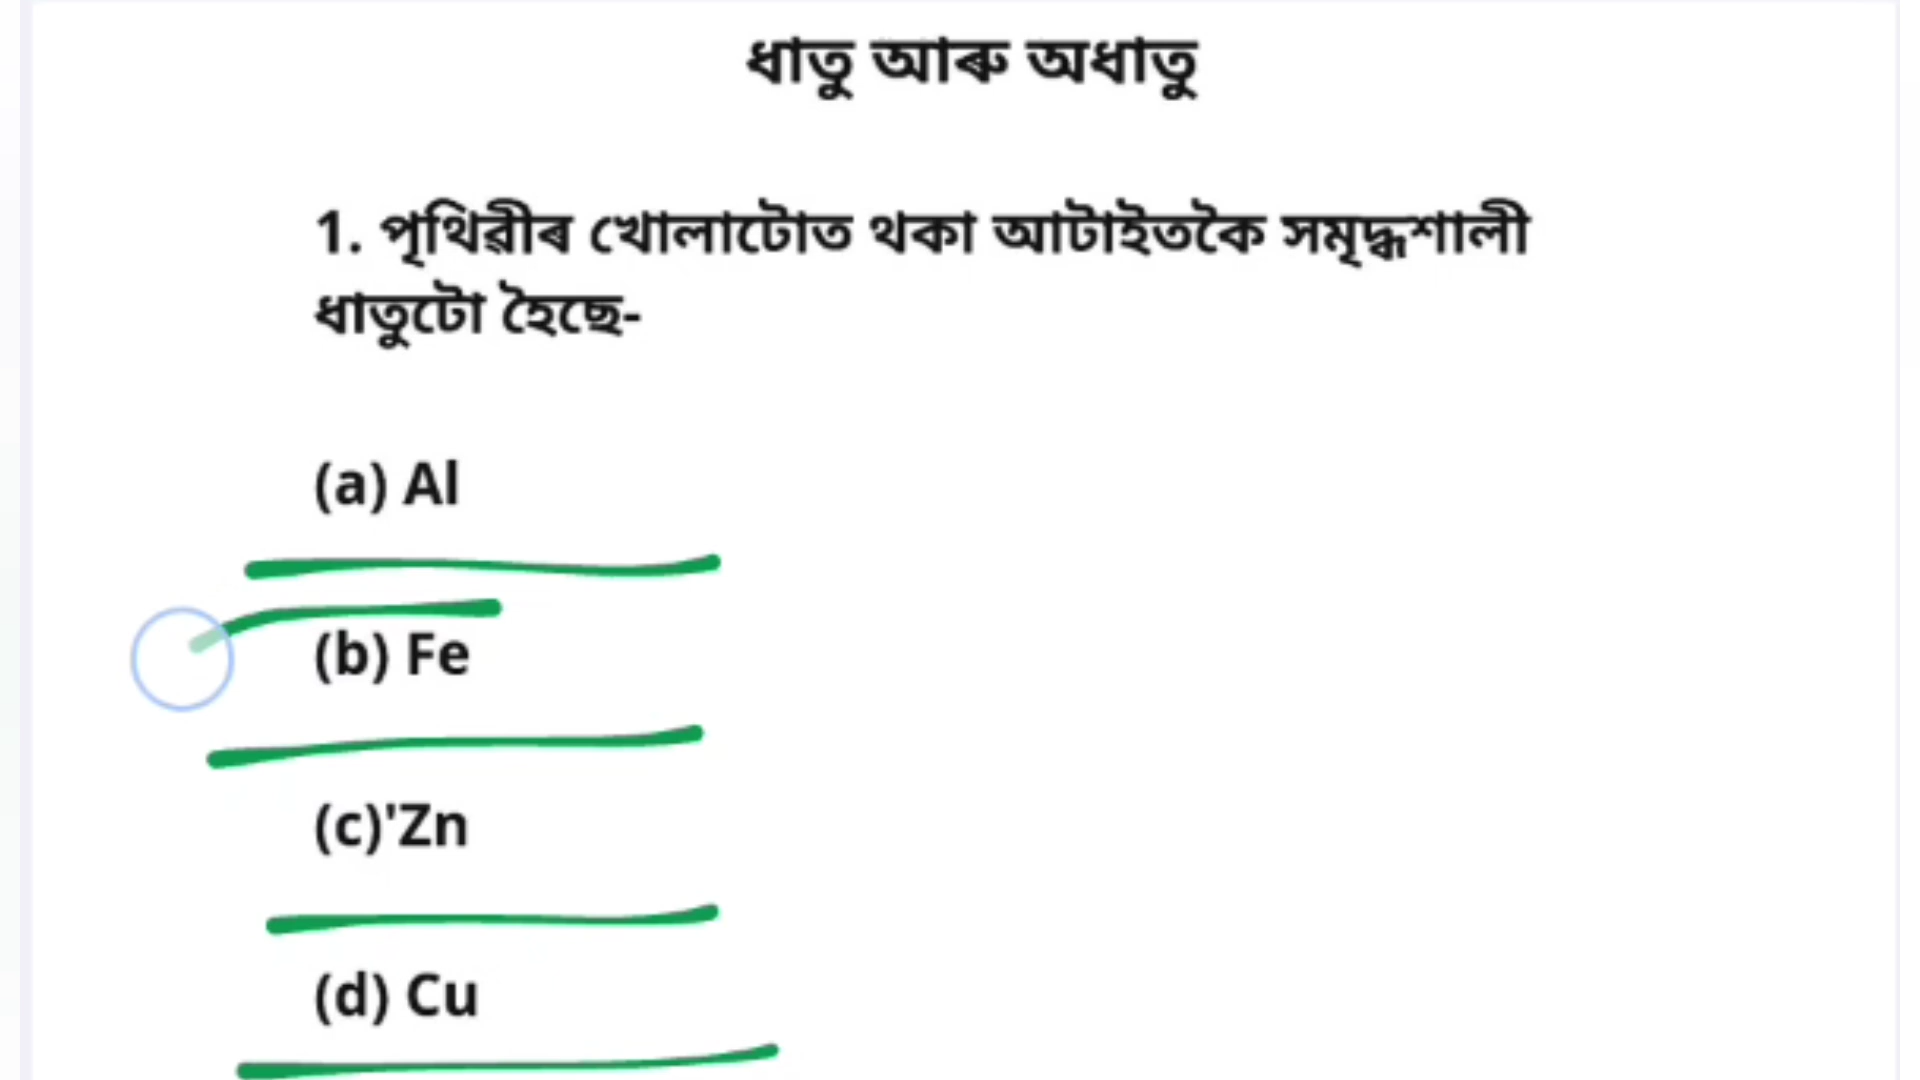 ধাতু আৰু অধাতু
1. পৃথিৱীৰ খোলাটোত থকা আটাইতকৈ সমৃদ্ধশালী
ধাতুটো হৈছে-
(a) Al
(b) Fe
(c)'Zn
(d) Cu